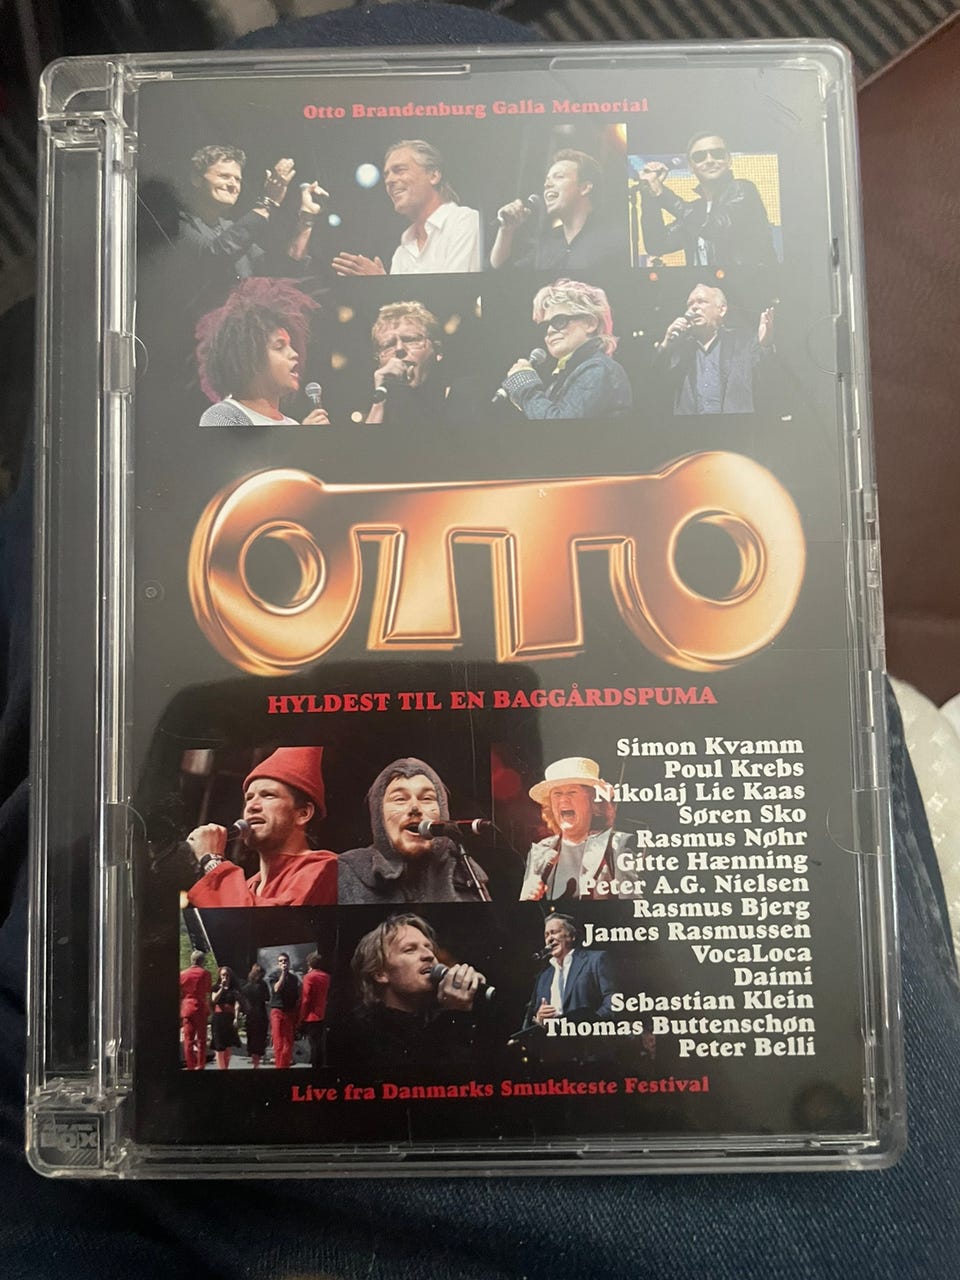 Otto Brandenburg Galla Memorial
OTTO
HYLDEST TIL EN BAGGÅRDSPUMA
Simon Kvamm
Poul Krebs
Nikolaj Lie Kaas
Søren Sko
Rasmus Nøhr
Gitte Hænning
Peter A.G. Nielsen
Rasmus Bjerg
James Rasmussen
VocaLoca
Daimi
Sebastian Klein
Thomas Buttenschøn
Peter Belli
Live fra Danmarks Smukkeste Festival